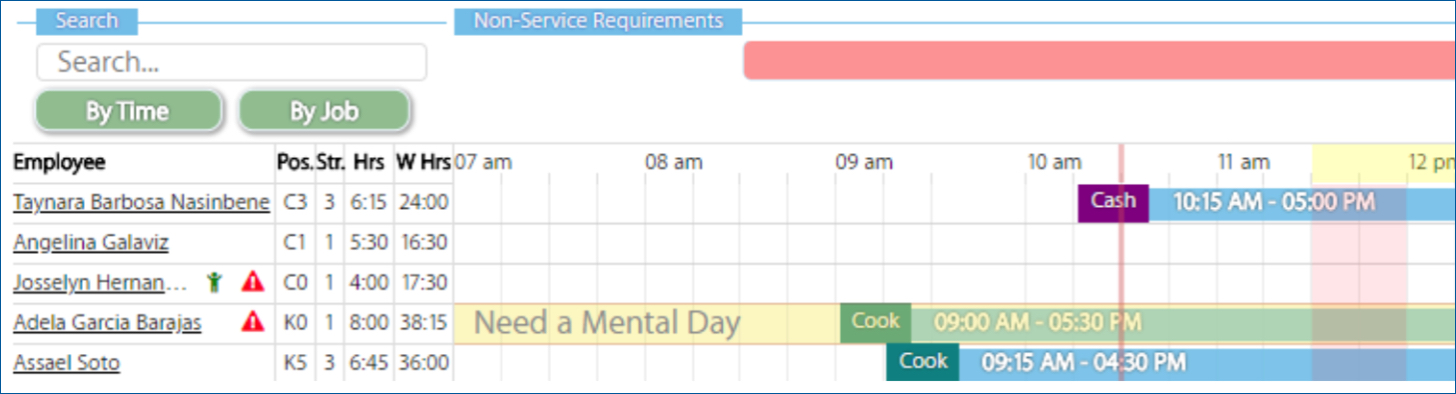 Search Non-Service Requirements
Search...
By Time By Job
Employee Pos. Str. Hrs W Hrs 07 am 08 am 09 am 10 am 11 am 12 pm
Taynara Barbosa Nasinbene C3 3 6:15 24:00 Cash 10:15 AM - 05:00 PM
Angelina Galaviz C1 1 5:30 16:30
Josselyn Hernan... C0 1 4:00 17:30
Adela Garcia Barajas K0 1 8:00 38:15 Need a Mental Day Cook 09:00 AM - 05:30 PM
Assael Soto K5 3 6:45 36:00 Cook 09:15 AM - 04:30 PM